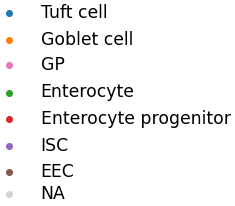 Tuft cell
Goblet cell
GP
Enterocyte
Enterocyte progenitor
ISC
EEC
NA